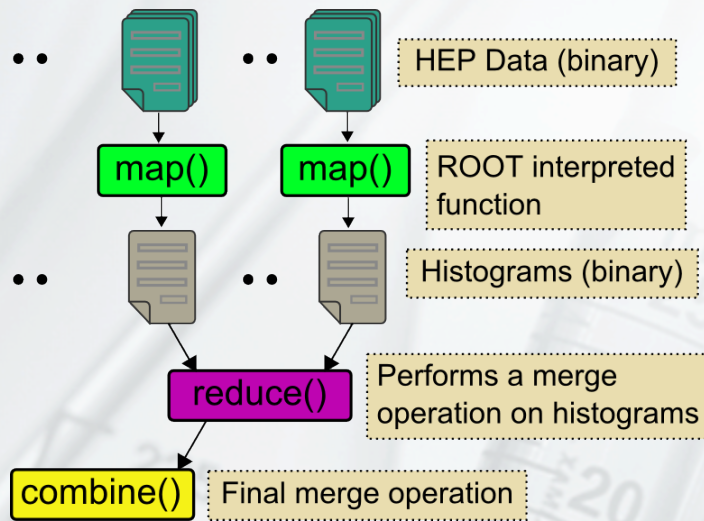 HEP Data (binary)
map()
map()
ROOT interpreted
function
Histograms (binary)
reduce()
Performs a merge
operation on histograms
combine()
Final merge operation
20